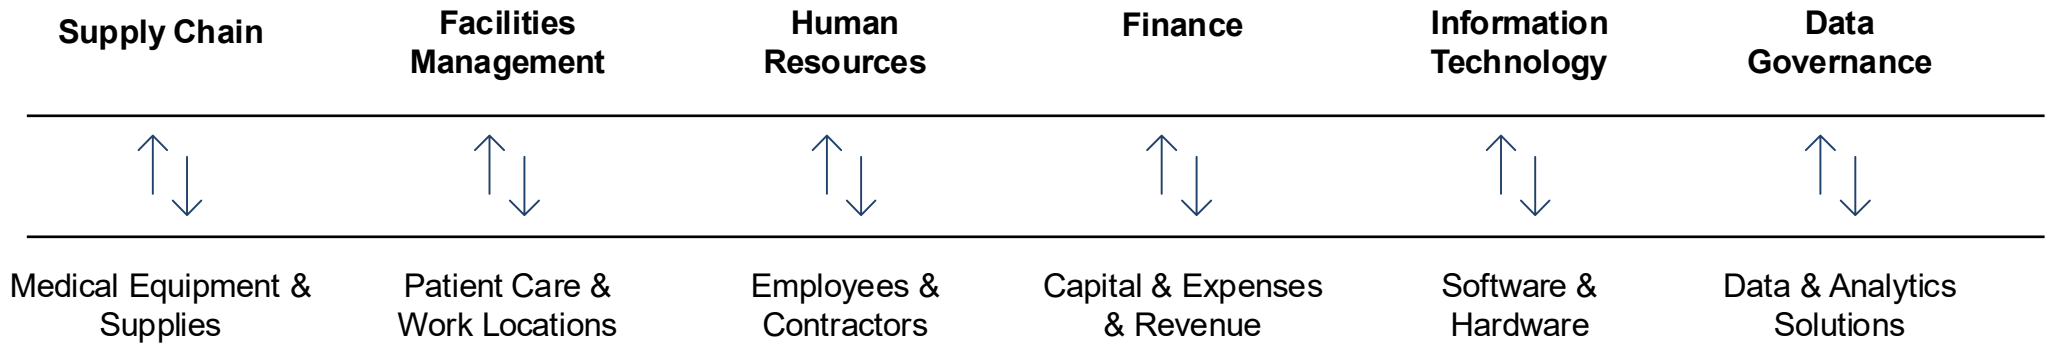 Supply Chain
Facilities
Management
Human
Resources
Finance
Information
Technology
Data
Governance
Medical Equipment &
Supplies
Patient Care &
Work Locations
Employees &
Contractors
Capital & Expenses
& Revenue
Software &
Hardware
Data & Analytics
Solutions